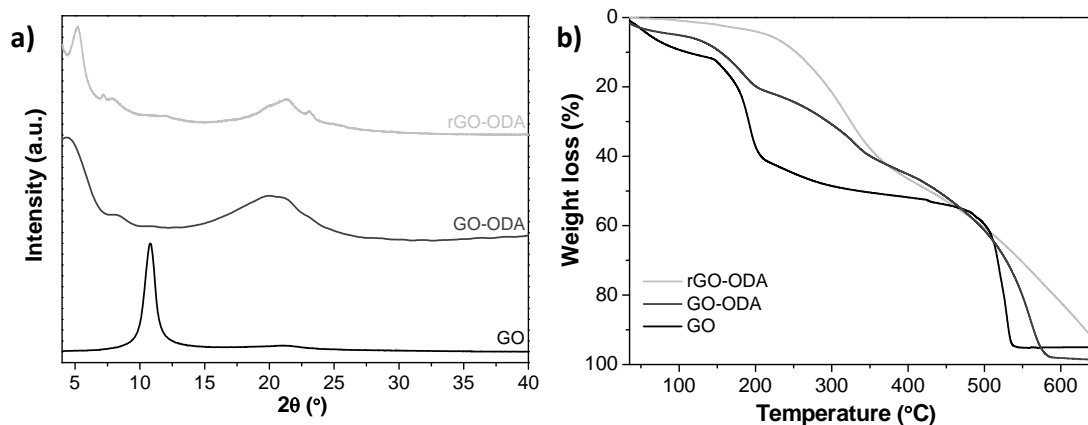 a)
Intensity (a.u.)
rGO-ODA
GO-ODA
GO
5 10 15 20 25 30 35 40
2θ (°)
b)
Weight loss (%)
0
20
40
60
80
100
rGO-ODA
GO-ODA
GO
100 200 300 400 500 600
Temperature (°C)